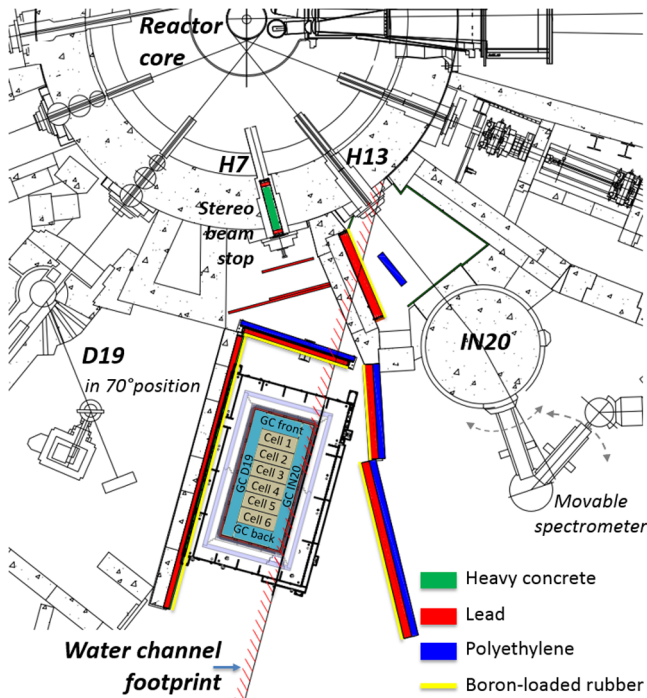 Reactor
core
H7
H13
Stereo
beam
stop
D19
in 70°position
IN20
GC front
Cell 1
Cell 2
Cell 3
Cell 4
Cell 5
Cell 6
GC back
GC D19
GC IN20
Movable
spectrometer
Heavy concrete
Lead
Polyethylene
Boron-loaded rubber
Water channel
footprint